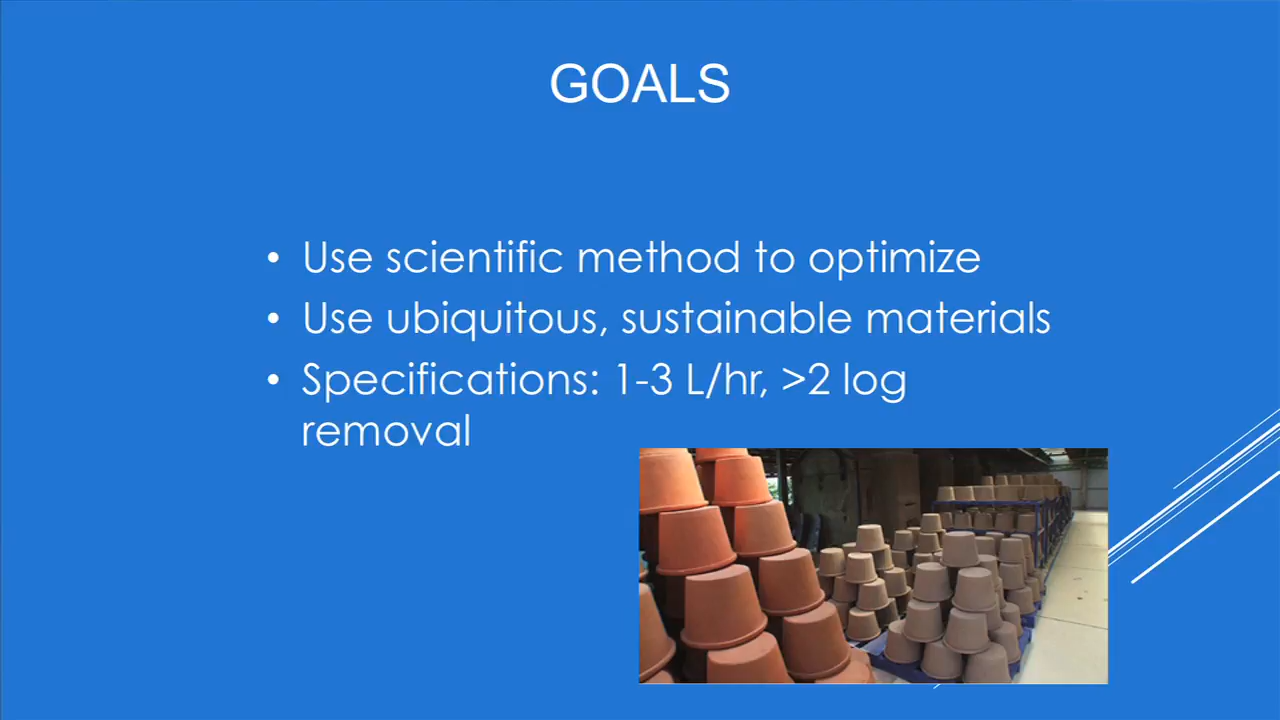 GOALS
• Use scientific method to optimize
• Use ubiquitous, sustainable materials
• Specifications: 1-3 L/hr, >2 log
removal